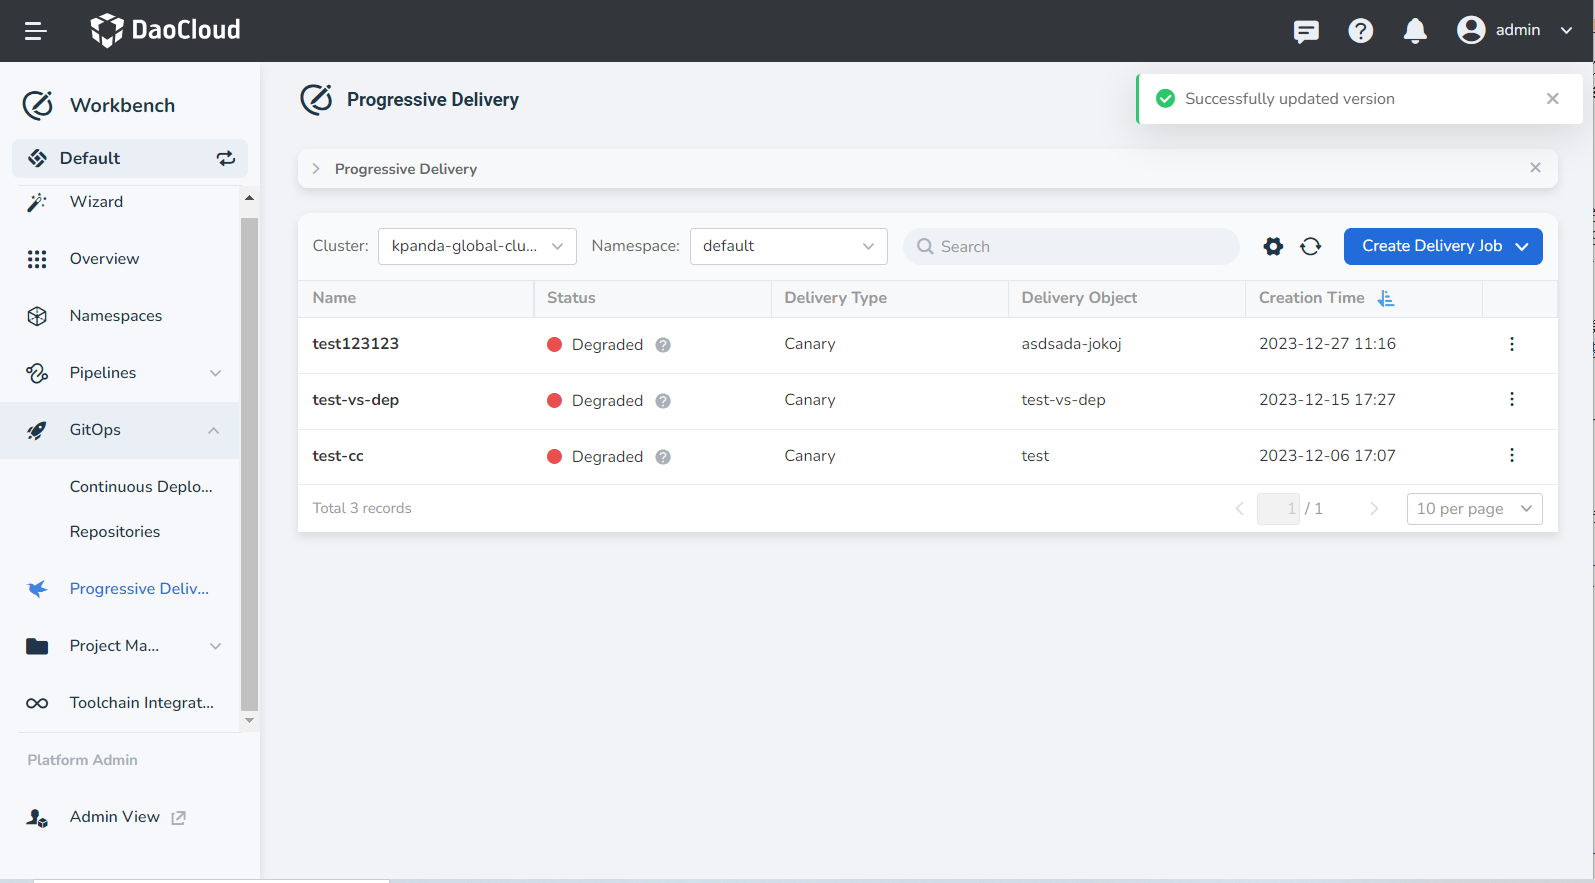 DaoCloud
admin
Workbench
Default
Wizard
Overview
Namespaces
Pipelines
GitOps
Continuous Deplo...
Repositories
Progressive Deliv...
Project Ma...
Toolchain Integrat...
Platform Admin
Admin View
Progressive Delivery
Successfully updated version
Progressive Delivery
Cluster: kpanda-global-clu... Namespace: default Search Create Delivery Job
Name Status Delivery Type Delivery Object Creation Time
test123123 Degraded Canary asdsada-jokoj 2023-12-27 11:16
test-vs-dep Degraded Canary test-vs-dep 2023-12-15 17:27
test-cc Degraded Canary test 2023-12-06 17:07
Total 3 records 1 / 1 10 per page